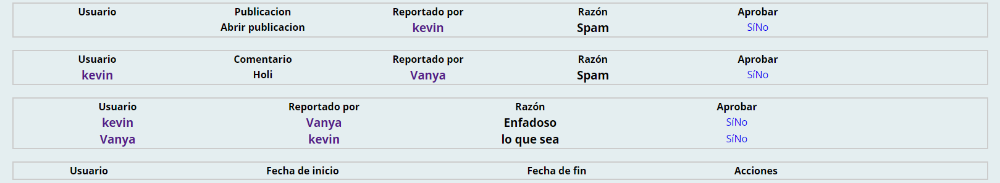 Usuario Publicacion Reportado por Razón Aprobar
Abrir publicacion kevin Spam SíNo
Usuario Comentario Reportado por Razón Aprobar
kevin Holi Vanya Spam SíNo
Usuario Reportado por Razón Aprobar
kevin Vanya Enfadoso SíNo
Vanya kevin lo que sea SíNo
Usuario Fecha de inicio Fecha de fin Acciones